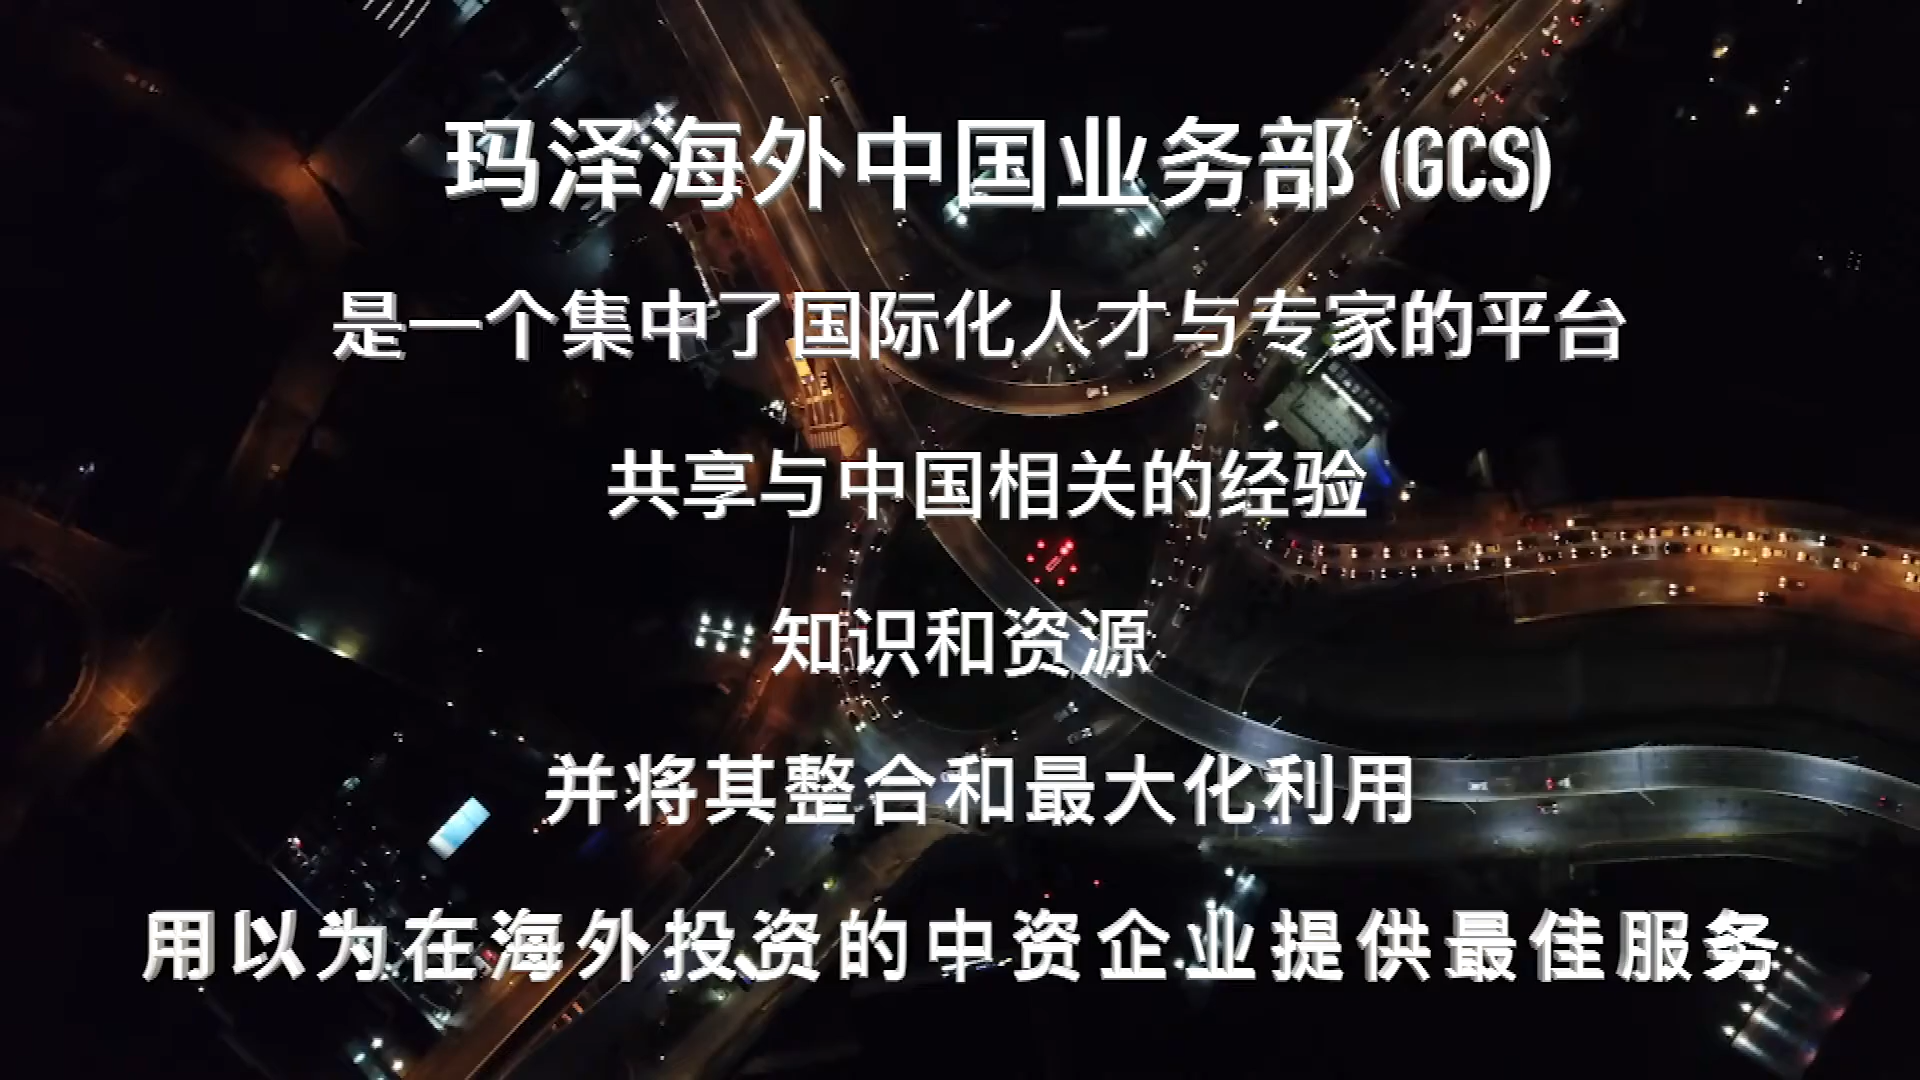 玛泽海外中国业务部 (GCS)
是一个集中了国际化人才与专家的平台
共享与中国相关的经验
知识和资源
并将其整合和最大化利用
用以为在海外投资的中资企业提供最佳服务